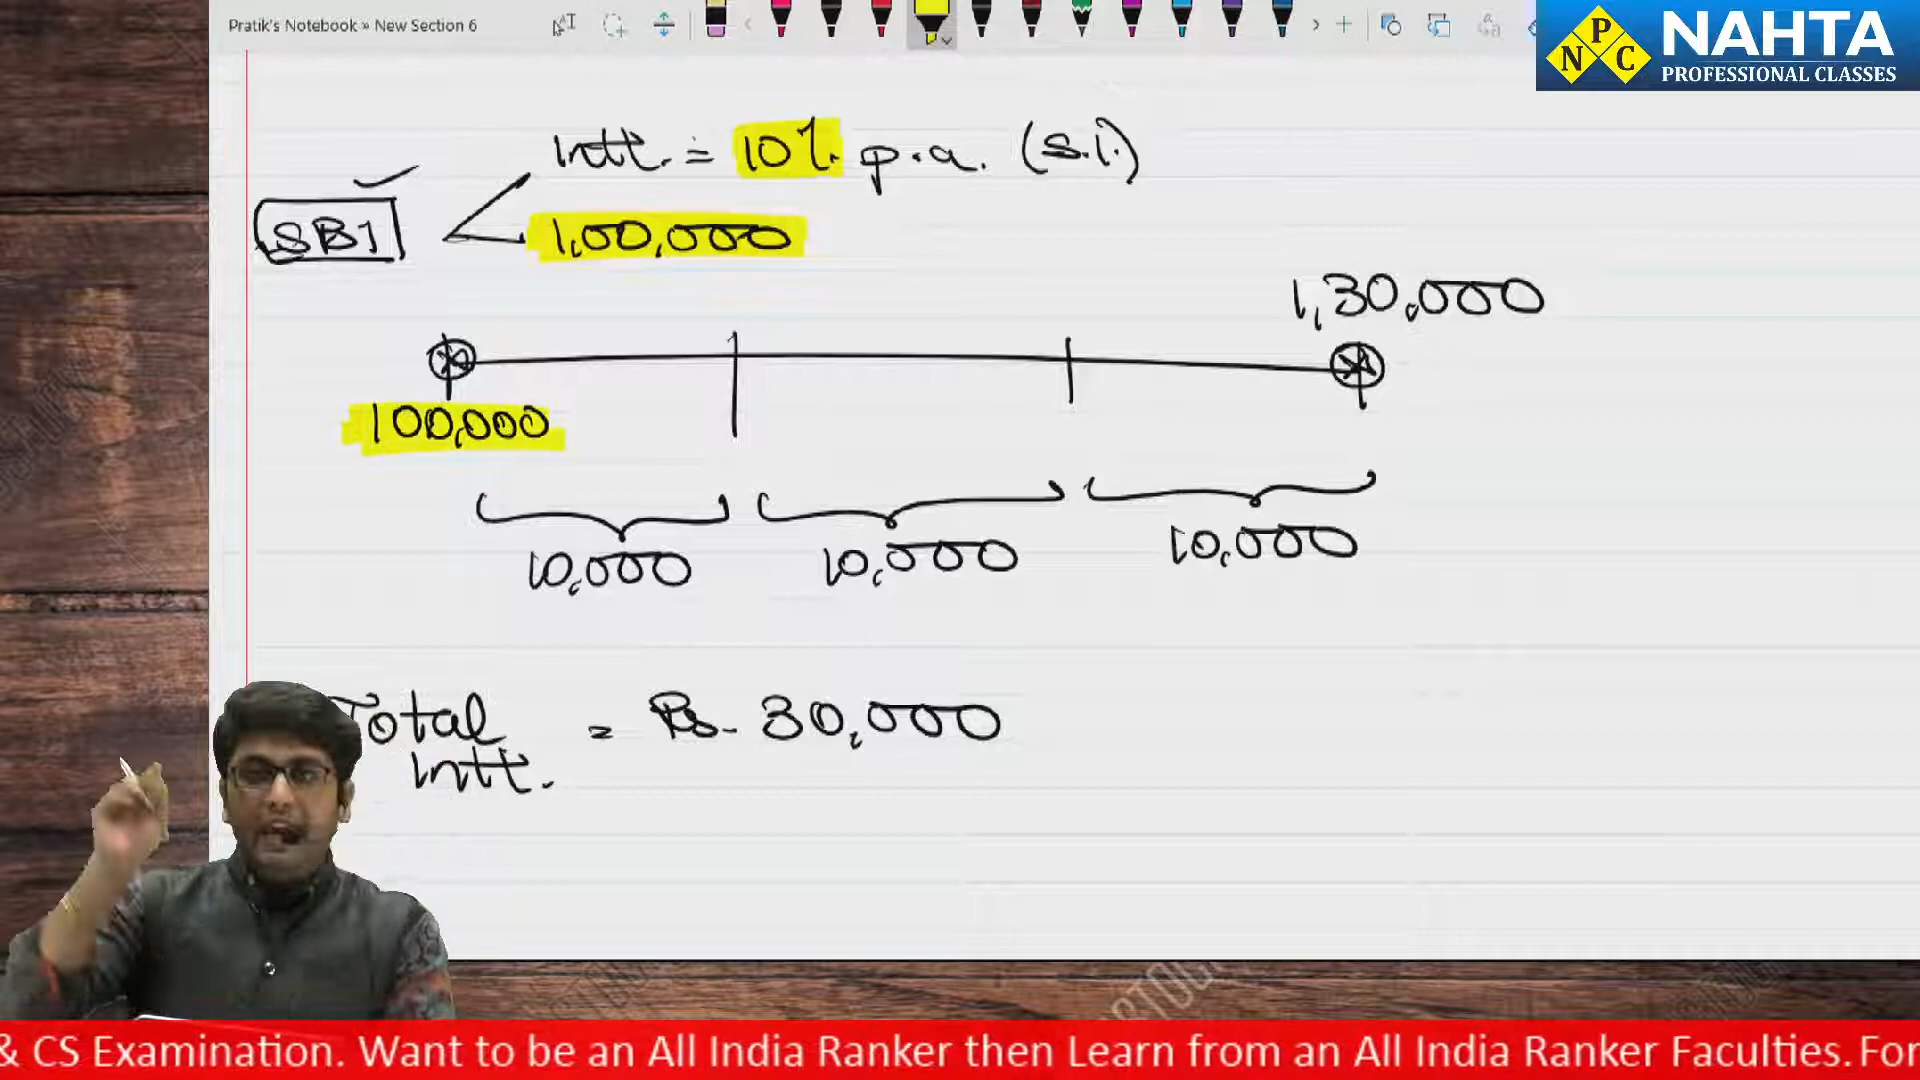 Pratik's Notebook » New Section 6
NPC
NAHTA
PROFESSIONAL CLASSES
Intt. = 10% p.a. (S.I.)
SBI
1,00,000
1,30,000
100,000
10,000 10,000 10,000
Total = Rs. 30,000
Intt.
& CS Examination. Want to be an All India Ranker then Learn from an All India Ranker Faculties. For